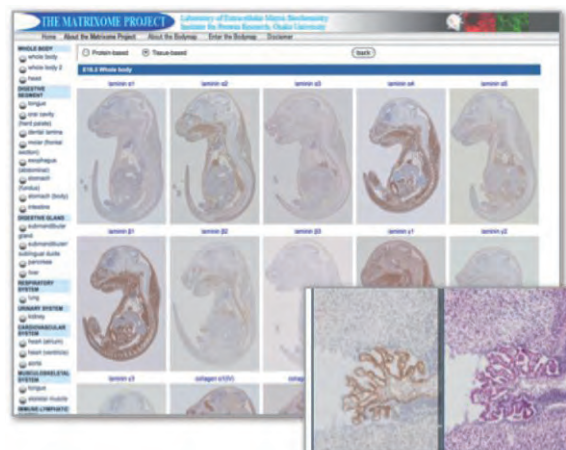 THE MATRIXOME PROJECT
Laboratory of Extracellular Matrix Biochemistry
Institute for Protein Research, Osaka University
Home About the Matrixome Project About the Bodymap Enter the Bodymap Disclaimer
Protein-based Tissue-based back
WHOLE BODY
whole body
whole body 2
head
DIGESTIVE
SEGMENT
tongue
oral cavity
(hard palate)
dental lamina
molar (frontal
section)
esophagus
(abdominal)
stomach
(fundus)
stomach (body)
intestine
DIGESTIVE GLAND
submandibular
gland
submandibular/
sublingual ducts
pancreas
liver
RESPIRATORY
SYSTEM
lung
URINARY SYSTEM
kidney
CARDIOVASCULAR
SYSTEM
heart (atrium)
heart (ventricle)
aorta
MUSCULOSKELETAL
SYSTEM
tongue
skeletal muscle
IMMUNE-LYMPHATIC
E16.5 Whole body
laminin α1 laminin α2 laminin α3 laminin α4 laminin α5
laminin β1 laminin β2 laminin β3 laminin γ1 laminin γ2
laminin γ3 collagen α1(IV)